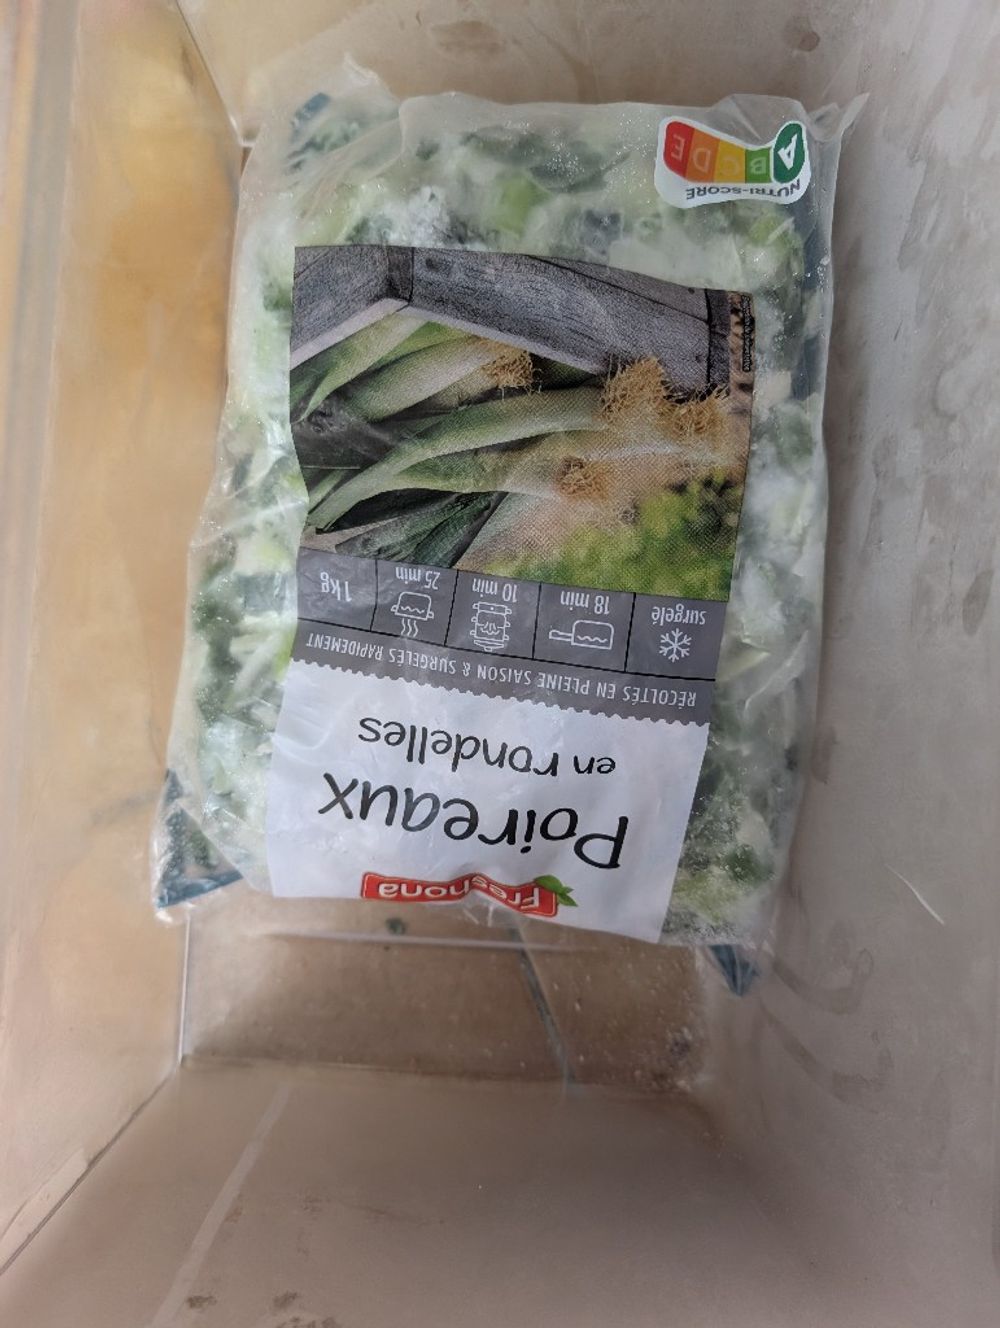 Freshona
Poireaux
en rondelles
RÉCOLTÉS EN PLEINE SAISON & SURGELÉS RAPIDEMENT
surgelé
18 min
10 min
25 min
1 kg
NUTRI-SCORE
A B C D E